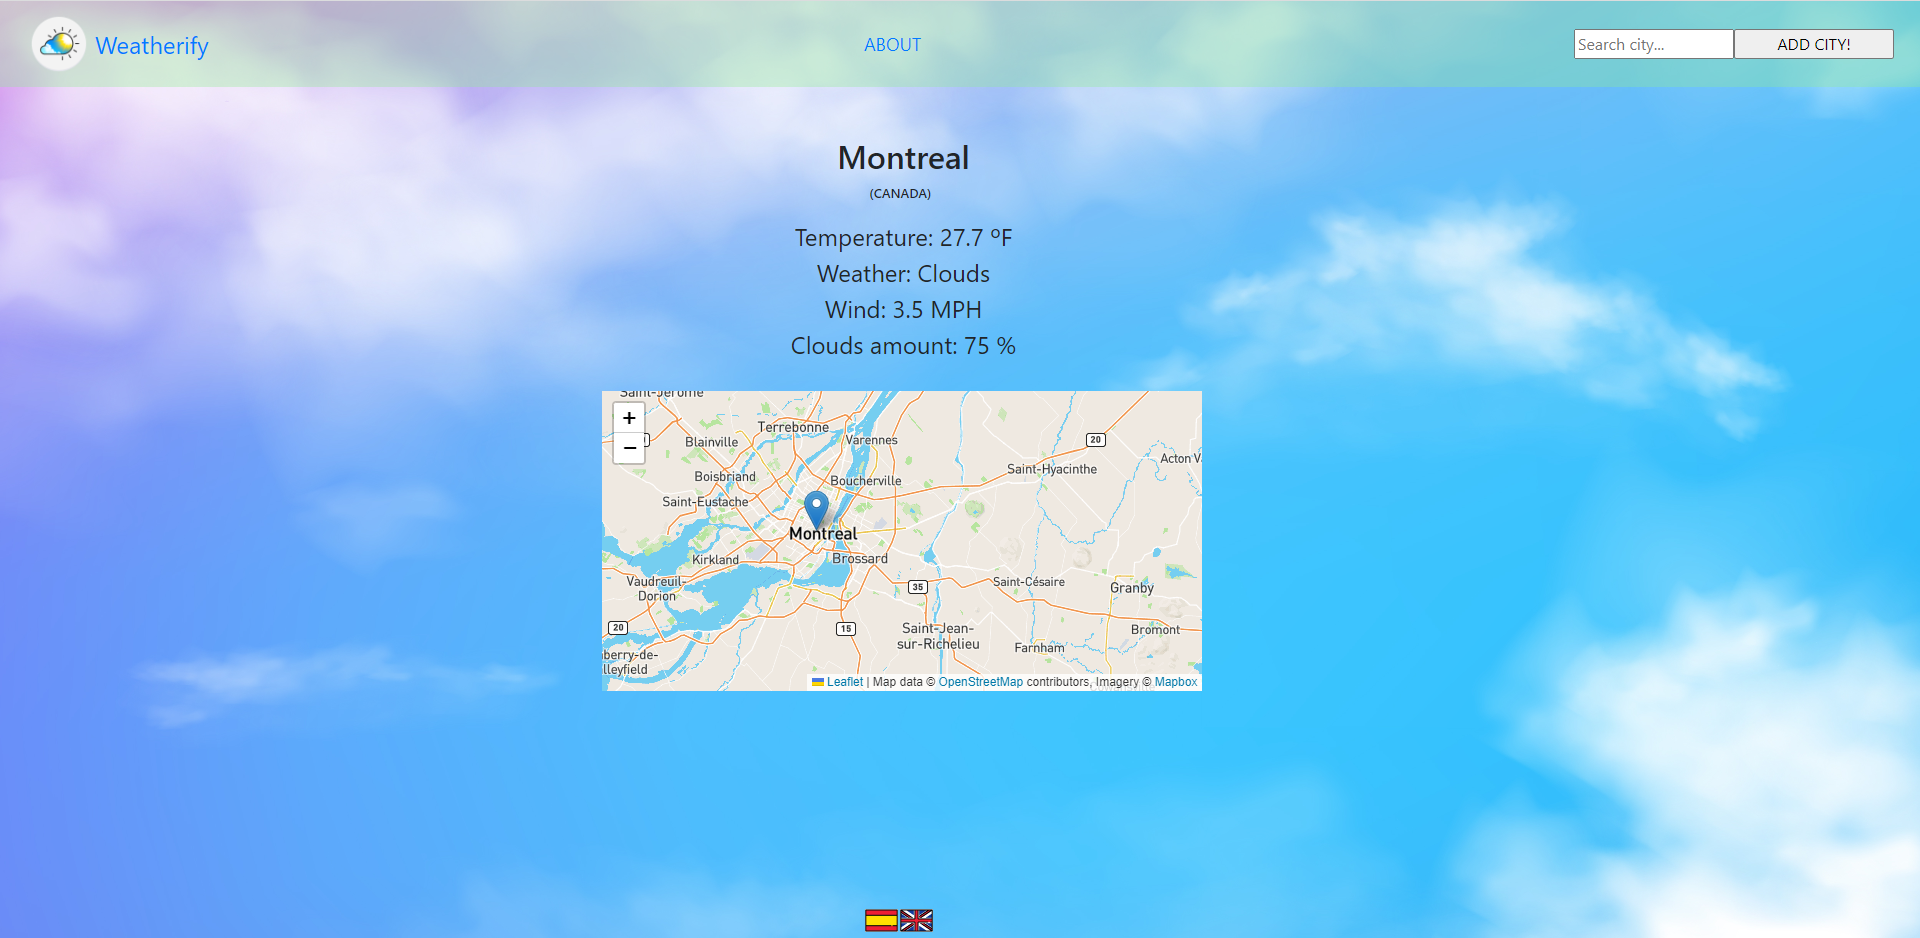 Weatherify
ABOUT
Search city...
ADD CITY!
Montreal
(CANADA)
Temperature: 27.7 ºF
Weather: Clouds
Wind: 3.5 MPH
Clouds amount: 75 %
Saint-Jérôme
+
−
Terrebonne
Blainville
Varennes
20
Acton V
Saint-Hyacinthe
Boisbriand
Boucherville
Saint-Eustache
Montreal
Kirkland
Brossard
Vaudreuil-
Dorion
35
Saint-Césaire
Granby
20
15
Saint-Jean-
sur-Richelieu
Bromont
Farnham
berry-de-
lleyfield
Leaflet | Map data © OpenStreetMap contributors, Imagery © Mapbox